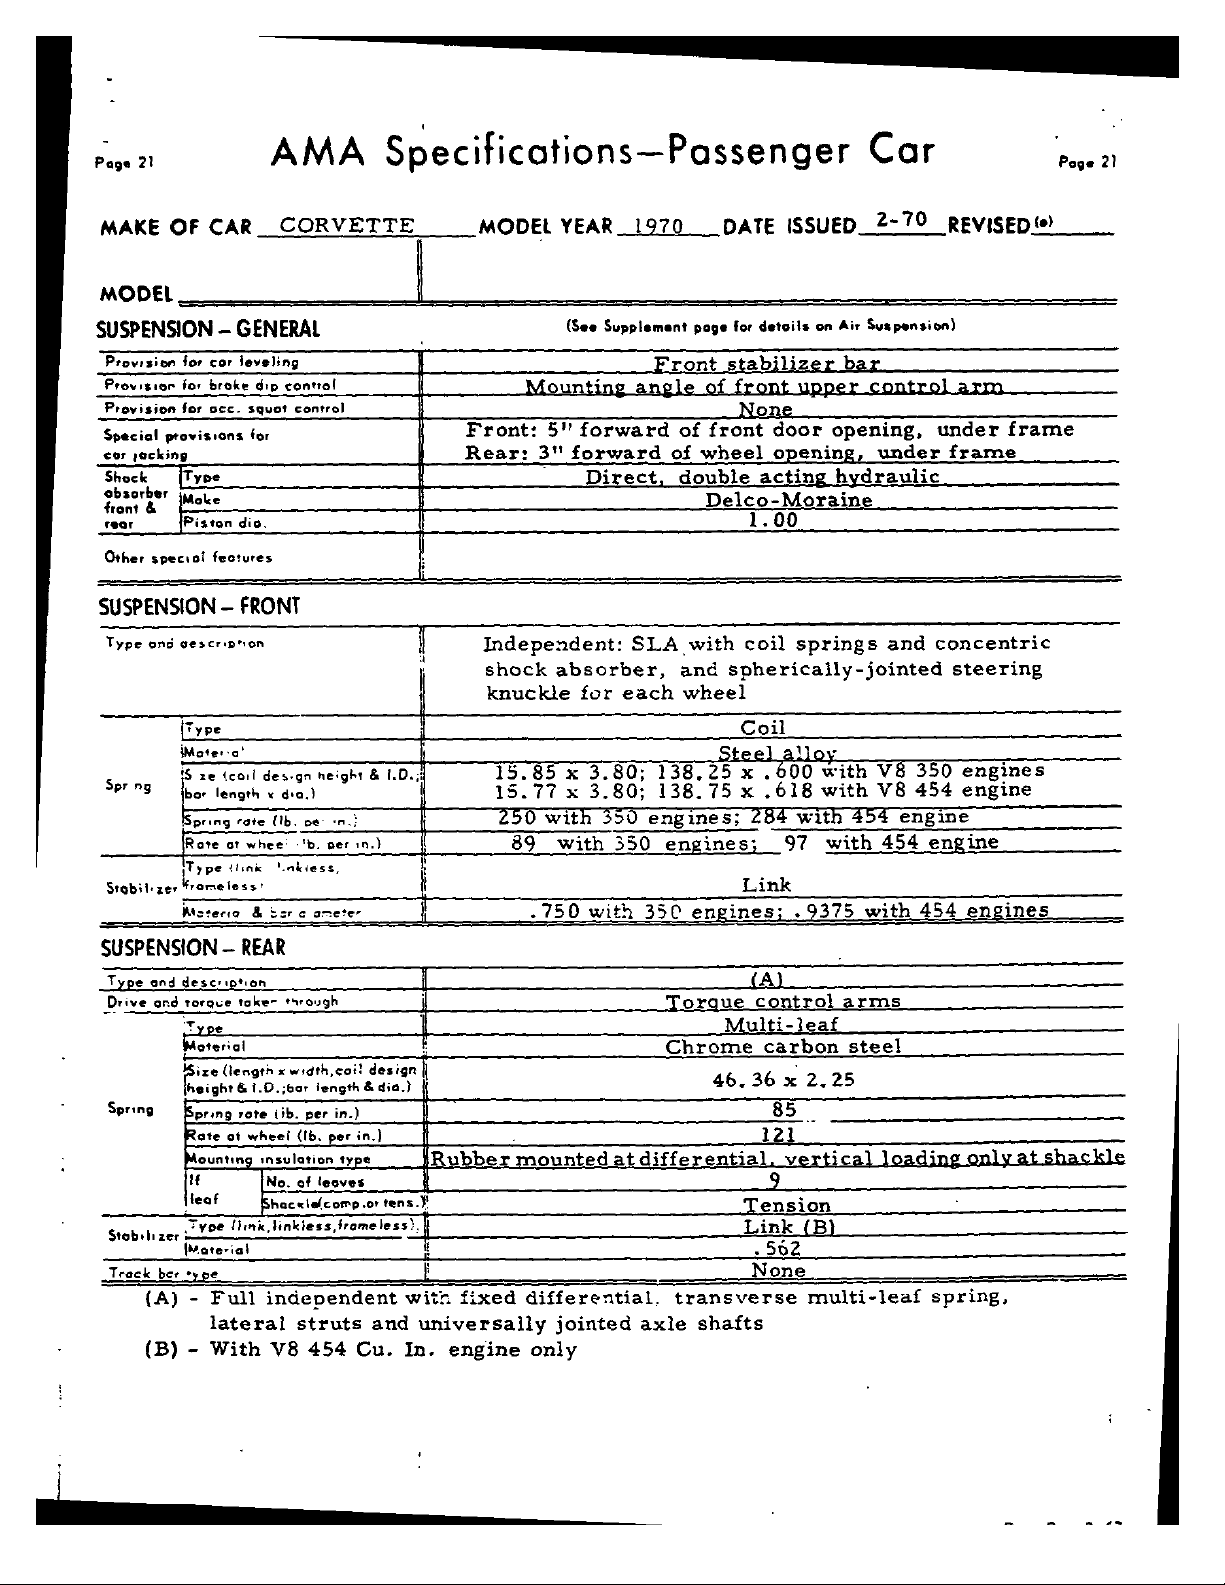 Page 21 AMA Specifications—Passenger Car Page 21
MAKE OF CAR CORVETTE MODEL YEAR 1970 DATE ISSUED 2-70 REVISED (•)
MODEL
SUSPENSION – GENERAL (See Supplement page for details on Air Suspension)
Provision for car leveling Front stabilizer bar
Provision for brake dip control Mounting angle of front upper control arm
Provision for acc. squat control None
Special provisions for Front: 5" forward of front door opening, under frame
car jacking Rear: 3" forward of wheel opening, under frame
Shock absorber front & rear Type Direct, double acting hydraulic
Make Delco-Moraine
Piston dia. 1.00
Other special features
SUSPENSION – FRONT
Type and description Independent: SLA with coil springs and concentric
shock absorber, and spherically-jointed steering
knuckle for each wheel
Spring Type Coil
Material Steel alloy
Size (coil design height & I.D.; 15.85 x 3.80; 138.25 x .600 with V8 350 engines
bar length x dia.) 15.77 x 3.80; 138.75 x .618 with V8 454 engine
Spring rate (lb. per in.) 250 with 350 engines; 284 with 454 engine
Rate at wheel (lb. per in.) 89 with 350 engines; 97 with 454 engine
Stabilizer Type (link, linkless,
frameless) Link
Material & bar diameter .750 with 350 engines; .9375 with 454 engines
SUSPENSION – REAR
Type and description (A)
Drive and torque taken through Torque control arms
Spring Type Multi-leaf
Material Chrome carbon steel
Size (length x width, coil design
height & I.D.; bar length & dia.) 46.36 x 2.25
Spring rate (lb. per in.) 85
Rate at wheel (lb. per in.) 121
Mounting insulation type Rubber mounted at differential, vertical loading only at shackle
If leaf No. of leaves 9
Shackle (comp. or tens.) Tension
Stabilizer Type (link, linkless, frameless) Link (B)
Material .562
Track bar type None
(A) - Full independent with fixed differential, transverse multi-leaf spring,
lateral struts and universally jointed axle shafts
(B) - With V8 454 Cu. In. engine only